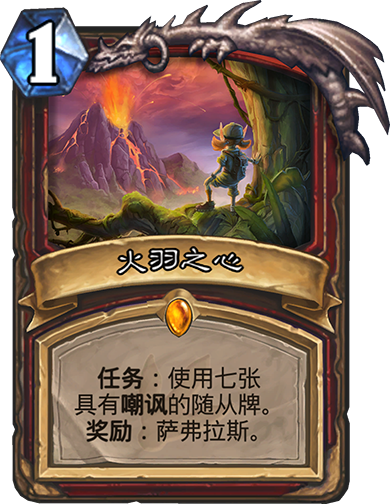 1
火羽之心
任务：使用七张
具有嘲讽的随从牌。
奖励：萨弗拉斯。